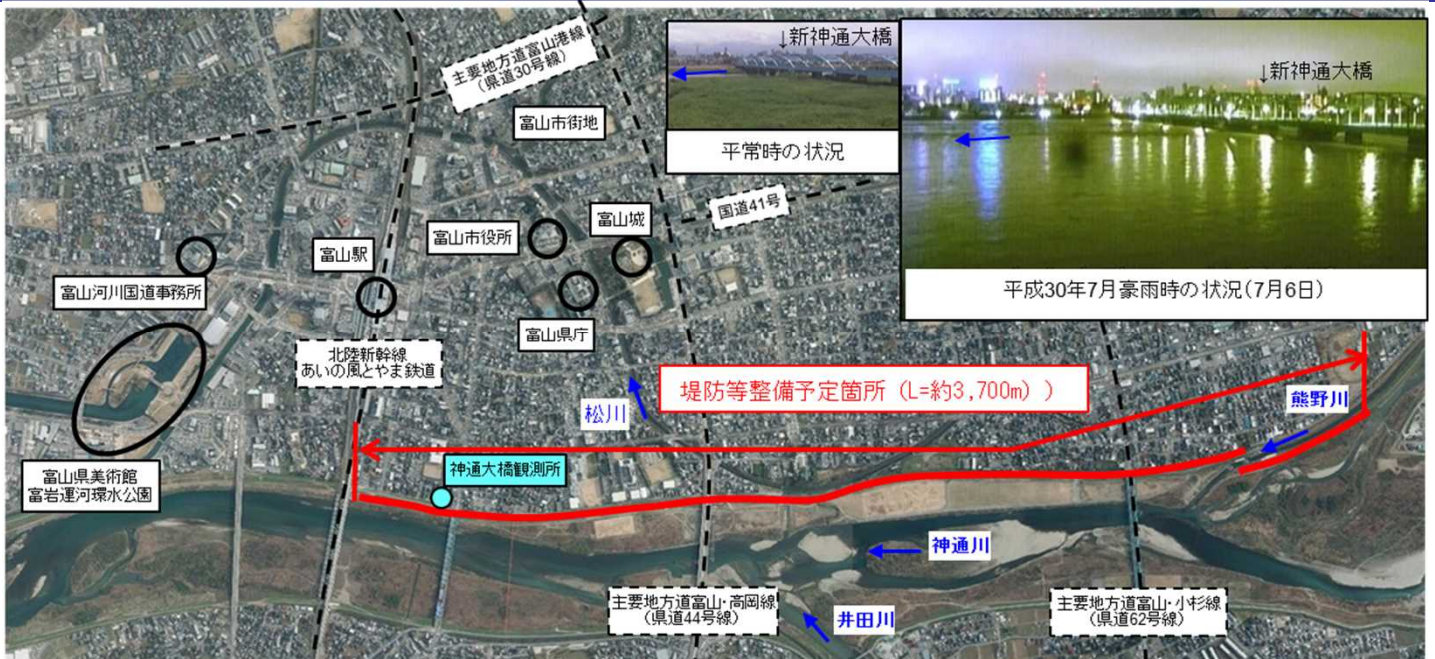 主要地方道富山港線
（県道30号線）
富山市街地
↓新神通大橋
平常時の状況
↓新神通大橋
平成30年7月豪雨時の状況（7月6日）
国道41号
富山城
富山市役所
富山駅
富山河川国道事務所
富山県庁
北陸新幹線
あいの風とやま鉄道
堤防等整備予定箇所（L=約3,700m））
松川
熊野川
富山県美術館
富岩運河環水公園
神通大橋観測所
神通川
主要地方道富山・高岡線
（県道44号線）
井田川
主要地方道富山・小杉線
（県道62号線）